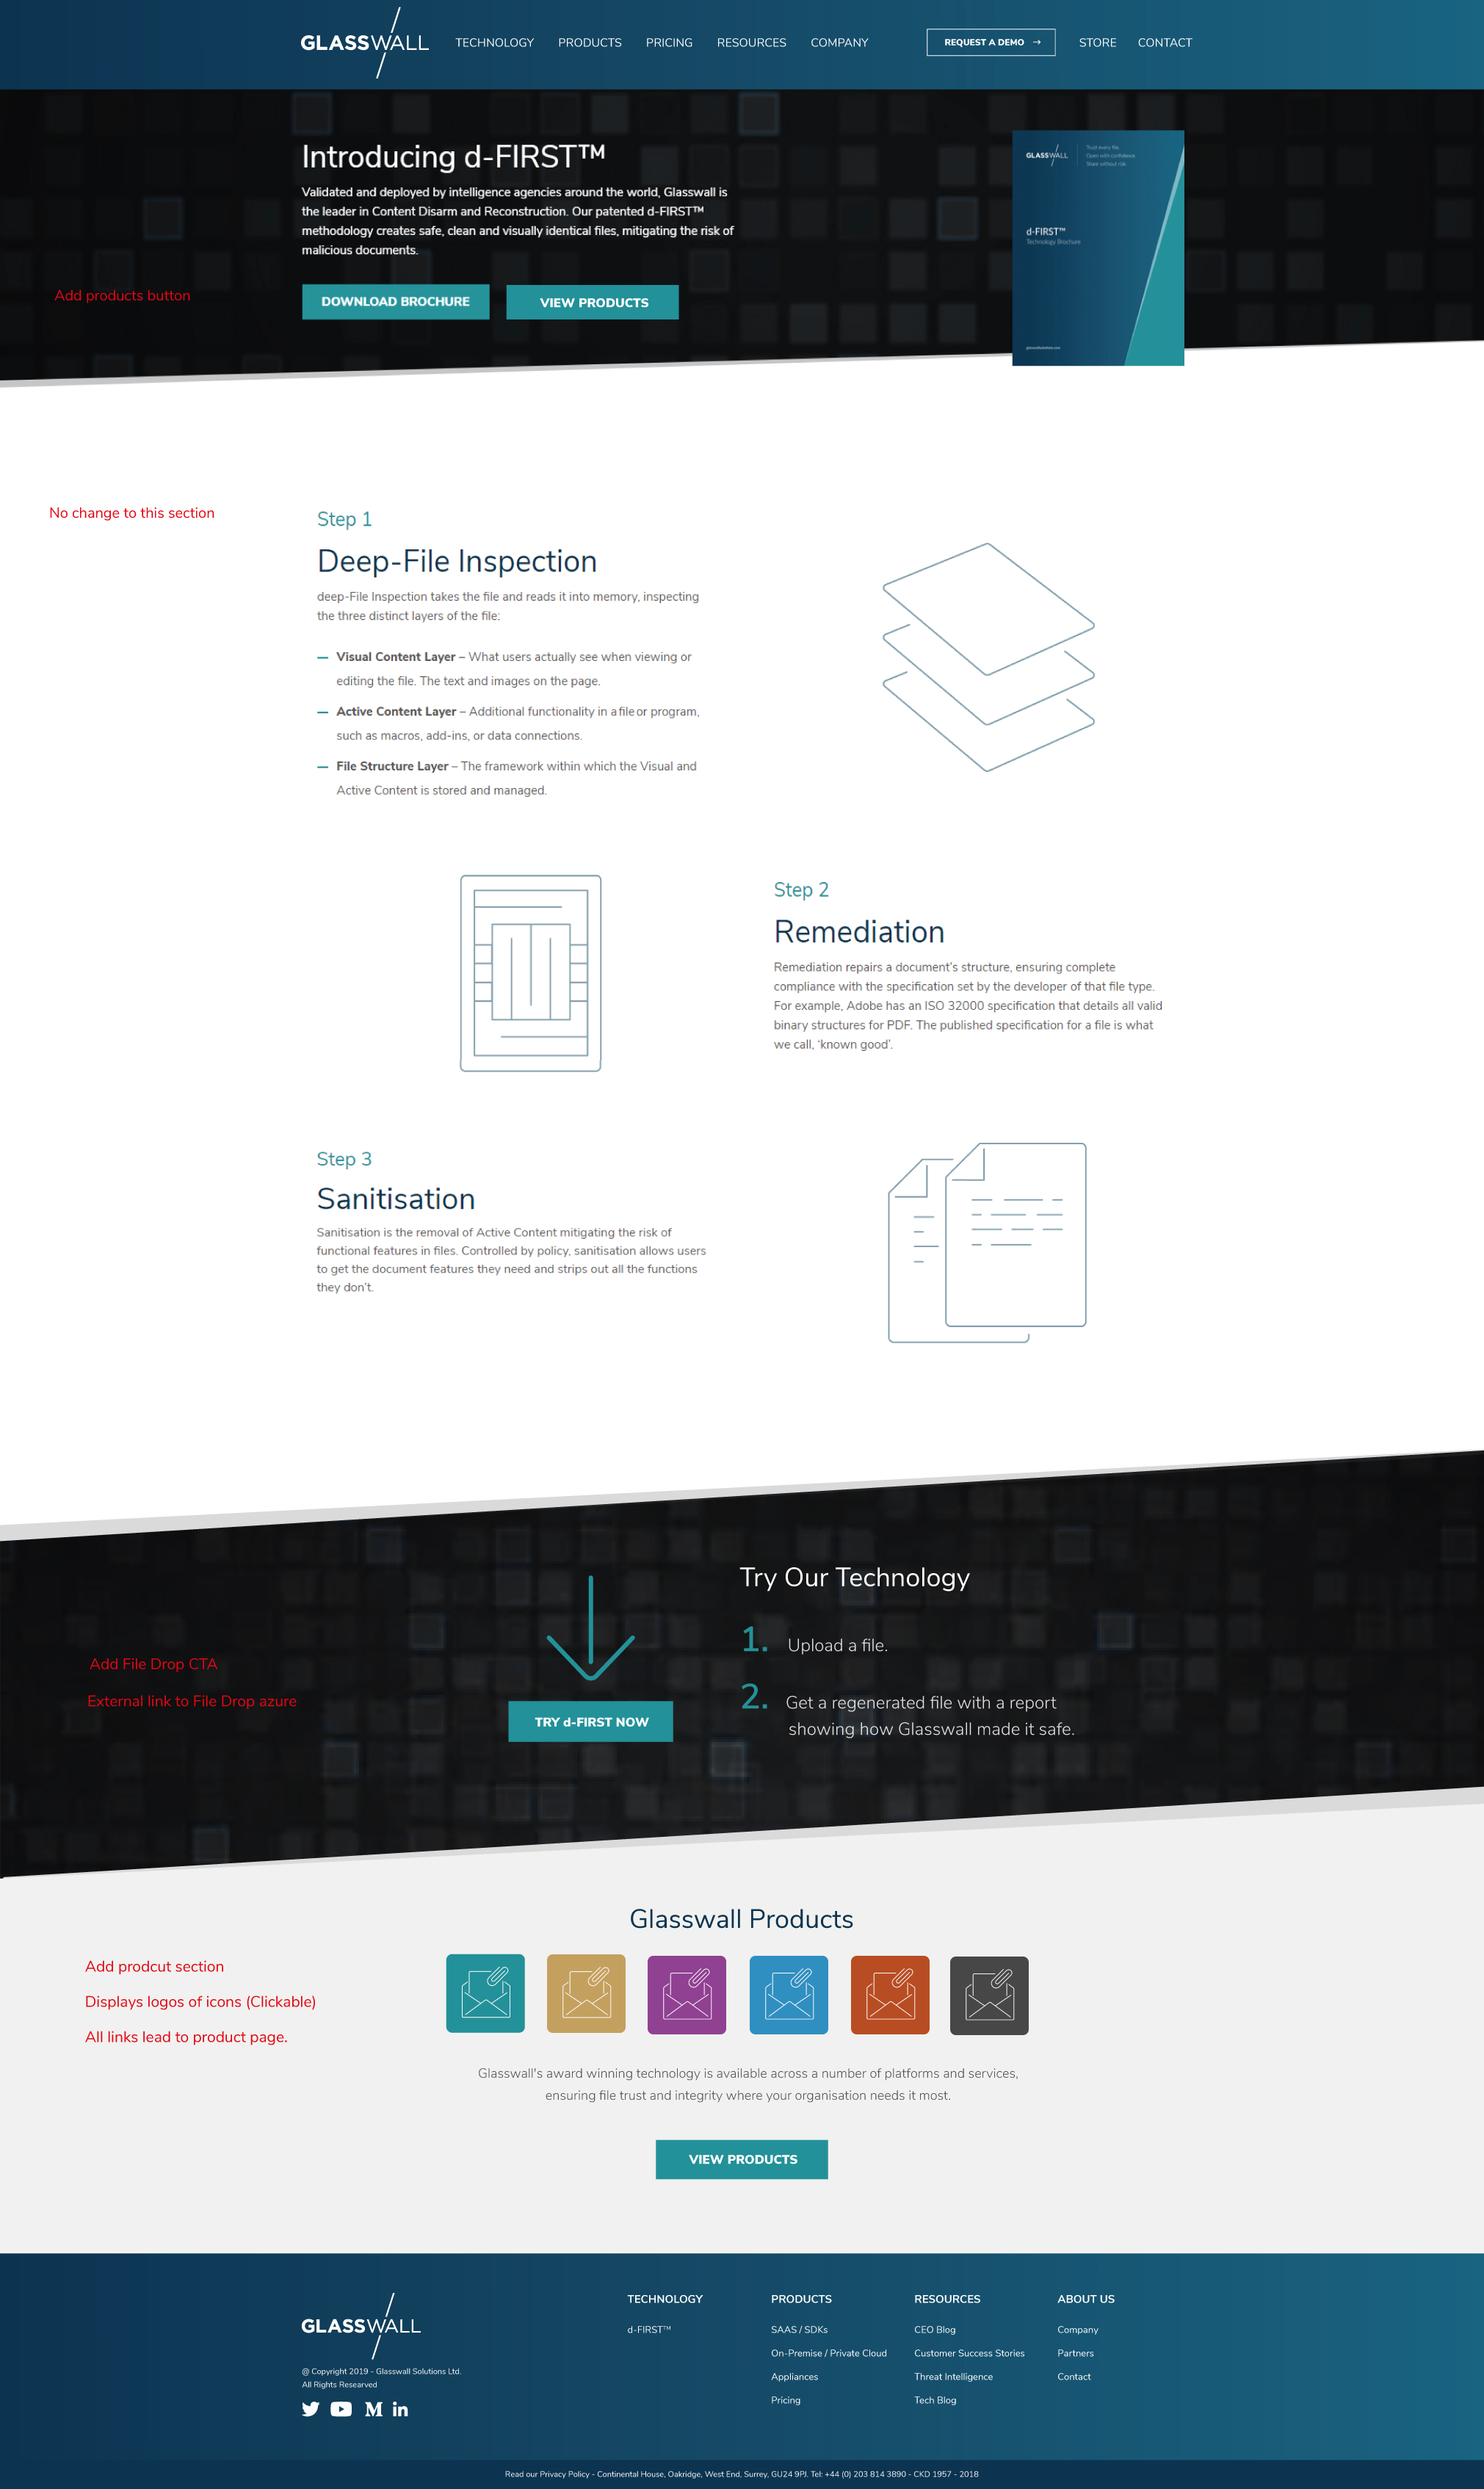 GLASSWALL
TECHNOLOGY
PRODUCTS
PRICING
RESOURCES
COMPANY
REQUEST A DEMO →
STORE
CONTACT
Introducing d-FIRST™
Validated and deployed by intelligence agencies around the world, Glasswall is
the leader in Content Disarm and Reconstruction. Our patented d-FIRST™
methodology creates safe, clean and visually identical files, mitigating the risk of
malicious documents.
Add products button
DOWNLOAD BROCHURE
VIEW PRODUCTS
GLASSWALL
Trust every file.
Open with confidence.
Share without risk.
d-FIRST™
Technology Brochure
No change to this section
Step 1
Deep-File Inspection
deep-File Inspection takes the file and reads it into memory, inspecting
the three distinct layers of the file:
— Visual Content Layer – What users actually see when viewing or
editing the file. The text and images on the page.
— Active Content Layer – Additional functionality in a file or program,
such as macros, add-ins, or data connections.
— File Structure Layer – The framework within which the Visual and
Active Content is stored and managed.
Step 2
Remediation
Remediation repairs a document's structure, ensuring complete
compliance with the specification set by the developer of that file type.
For example, Adobe has an ISO 32000 specification that details all valid
binary structures for PDF. The published specification for a file is what
we call, 'known good'.
Step 3
Sanitisation
Sanitisation is the removal of Active Content mitigating the risk of
functional features in files. Controlled by policy, sanitisation allows users
to get the document features they need and strips out all the functions
they don't.
Add File Drop CTA
External link to File Drop azure
TRY d-FIRST NOW
Try Our Technology
1. Upload a file.
2. Get a regenerated file with a report
showing how Glasswall made it safe.
Glasswall Products
Add prodcut section
Displays logos of icons (Clickable)
All links lead to product page.
Glasswall's award winning technology is available across a number of platforms and services,
ensuring file trust and integrity where your organisation needs it most.
VIEW PRODUCTS
GLASSWALL
@ Copyright 2019 - Glasswall Solutions Ltd.
All Rights Researved
M in
TECHNOLOGY
d-FIRST™
PRODUCTS
SAAS / SDKs
On-Premise / Private Cloud
Appliances
Pricing
RESOURCES
CEO Blog
Customer Success Stories
Threat Intelligence
Tech Blog
ABOUT US
Company
Partners
Contact
Read our Privacy Policy - Continental House, Oakridge, West End, Surrey, GU24 9PJ. Tel: +44 (0) 203 814 3890 - CKD 1957 - 2018